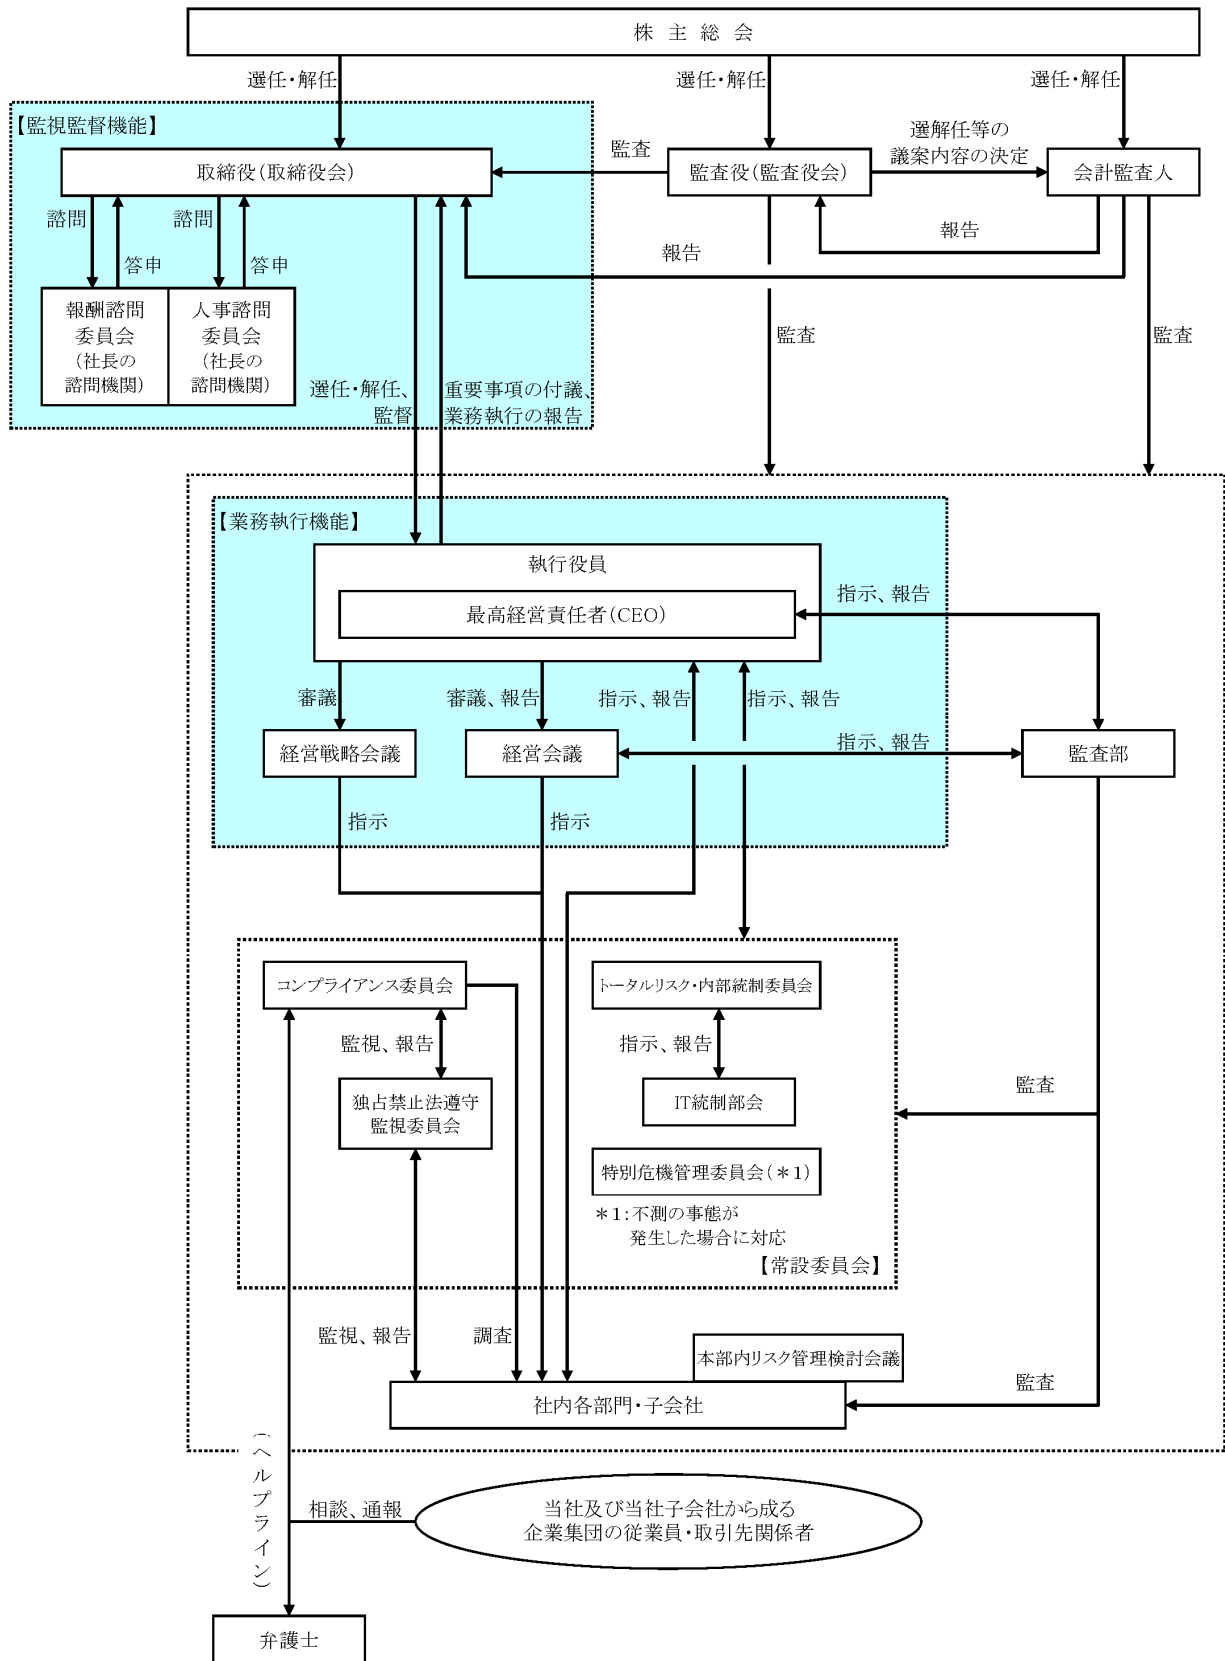 株主総会
選任・解任
選任・解任
選任・解任
【監視監督機能】
監査
選解任等の
議案内容の決定
取締役(取締役会)
監査役(監査役会)
会計監査人
諮問
諮問
報告
報告
答申
答申
報酬諮問
委員会
(社長の
諮問機関)
人事諮問
委員会
(社長の
諮問機関)
監査
監査
選任・解任、
監督
重要事項の付議、
業務執行の報告
【業務執行機能】
執行役員
最高経営責任者(CEO)
指示、報告
審議
審議、報告
指示、報告
指示、報告
経営戦略会議
経営会議
指示、報告
監査部
指示
指示
コンプライアンス委員会
トータルリスク・内部統制委員会
監視、報告
指示、報告
独占禁止法遵守
監視委員会
IT統制部会
監査
特別危機管理委員会(*1)
*1:不測の事態が
発生した場合に対応
【常設委員会】
監視、報告
調査
本部内リスク管理検討会議
監査
社内各部門・子会社
(ヘルプライン)
相談、通報
当社及び当社子会社から成る
企業集団の従業員・取引先関係者
弁護士